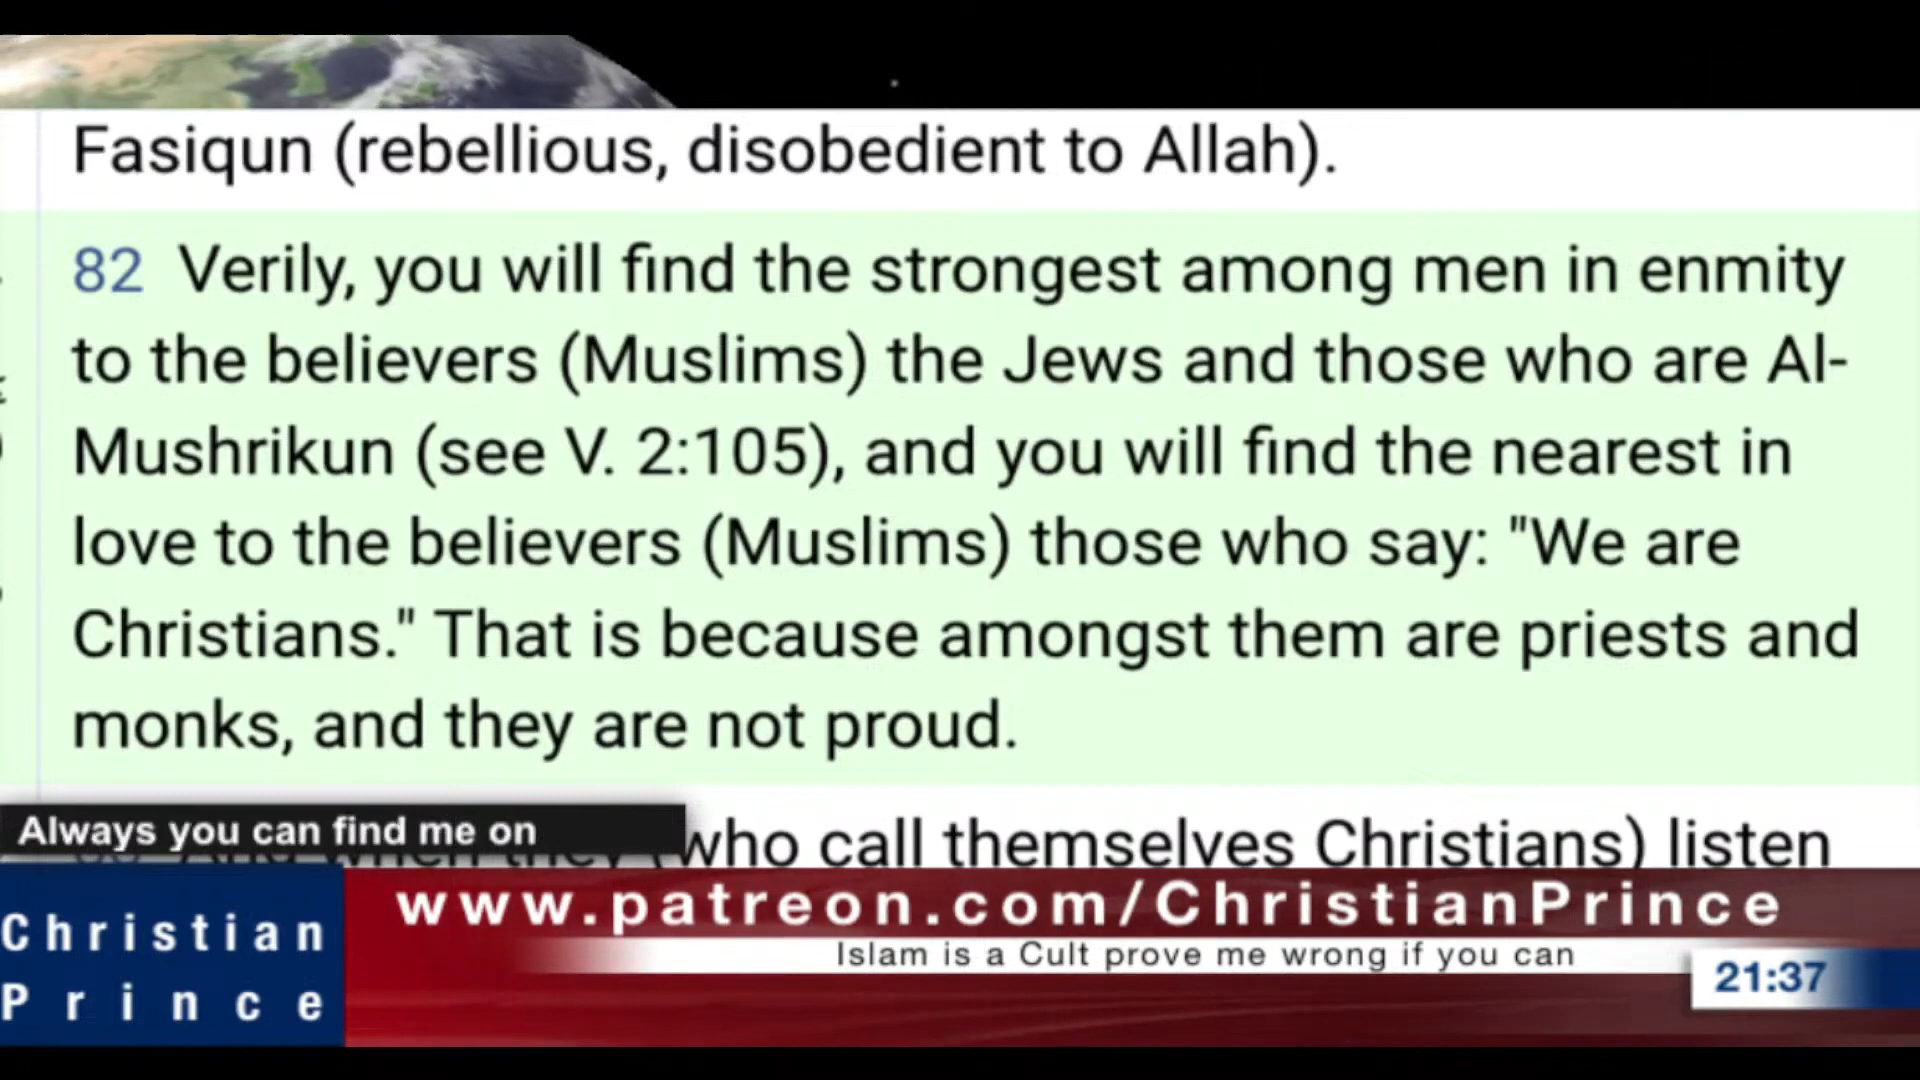 Fasiqun (rebellious, disobedient to Allah).
82 Verily, you will find the strongest among men in enmity
to the believers (Muslims) the Jews and those who are Al-
Mushrikun (see V. 2:105), and you will find the nearest in
love to the believers (Muslims) those who say: "We are
Christians." That is because amongst them are priests and
monks, and they are not proud.
And when they (who call themselves Christians) listen
Always you can find me on
www.patreon.com/ChristianPrince
Islam is a Cult prove me wrong if you can
Christian
Prince
21:37